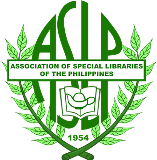 ASLP
ASSOCIATION OF SPECIAL LIBRARIES
OF THE PHILIPPINES
1954